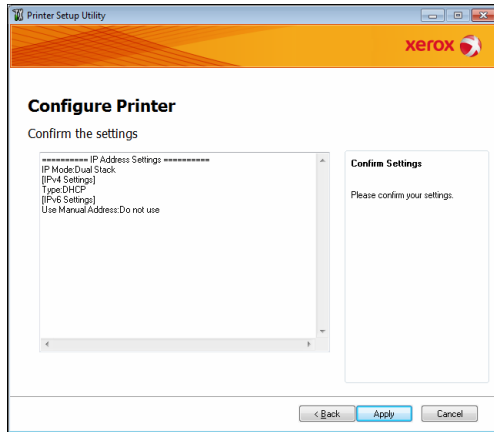 Printer Setup Utility
xerox
Configure Printer
Confirm the settings
========== IP Address Settings ==========
IP Mode:Dual Stack
[IPv4 Settings]
Type:DHCP
[IPv6 Settings]
Use Manual Address:Do not use
Confirm Settings
Please confirm your settings.
< Back
Apply
Cancel